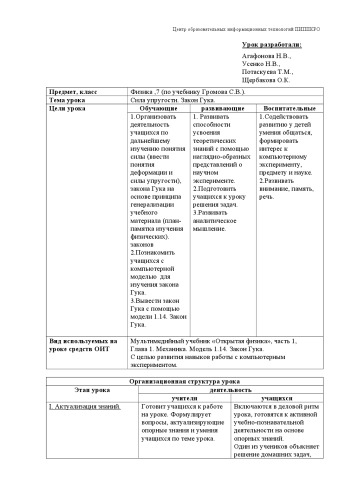 Центр образовательных информационных технологий ПИППКРО
Урок разработали:
Агафонова Н.В.,
Усенко Н.В.,
Потаскуева Т.М.,
Щербакова О.К.
Предмет, класс
Физика ,7 (по учебнику Громова С.В.).
Тема урока
Сила упругости. Закон Гука.
Цели урока
Обучающие
развивающие
Воспитательные
1.Организовать
деятельность
учащихся по
дальнейшему
изучению понятия
силы (ввести
понятия
деформации и
силы упругости),
закона Гука на
основе принципа
генерализации
учебного
материала (план-
памятка изучения
физических).
законов
2.Познакомить
учащихся с
компьютерной
моделью для
изучения закона
Гука.
3.Вывести закон
Гука с помощью
модели 1.14. Закон
Гука.
1. Развивать
способности
усвоения
теоретических
знаний с помощью
наглядно-образных
представлений о
научном
эксперименте.
2.Подготовить
учащихся к уроку
решения задач.
3.Развивать
аналитическое
мышление.
1.Содействовать
развитию у детей
умения общаться,
формировать
интерес к
компьютерному
эксперименту,
предмету и науке.
2.Развивать
внимание, память,
речь.
Вид используемых на
уроке средств ОИТ
Мультимедийный учебник «Открытая физика», часть 1,
Глава 1. Механика. Модель 1.14. Закон Гука.
С целью развития навыков работы с компьютерным
экспериментом.
Организационная структура урока
Этап урока
деятельность
учителя
учащихся
I. Актуализация знаний.
Готовит учащихся к работе
на уроке. Формулирует
вопросы, актуализирующие
опорные знания и умения
учащихся по теме урока.
Включаются в деловой ритм
урока, готовятся к активной
учебно-познавательной
деятельности на основе
опорных знаний.
Один из учеников объясняет
решение домашних задач,